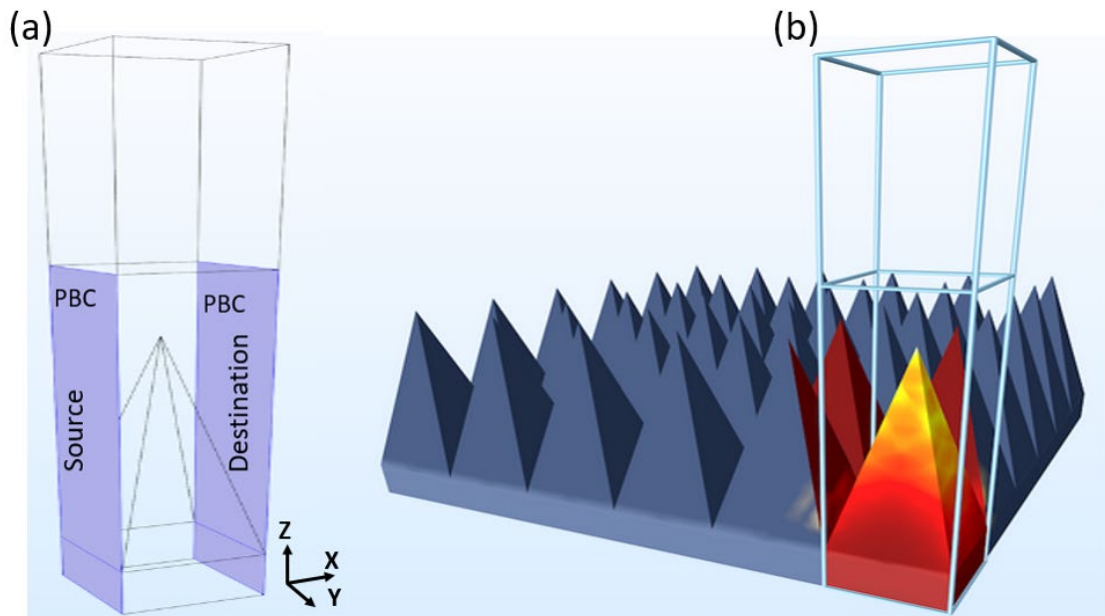 (a)
(b)
PBC
PBC
Source
Destination
Z
X
Y